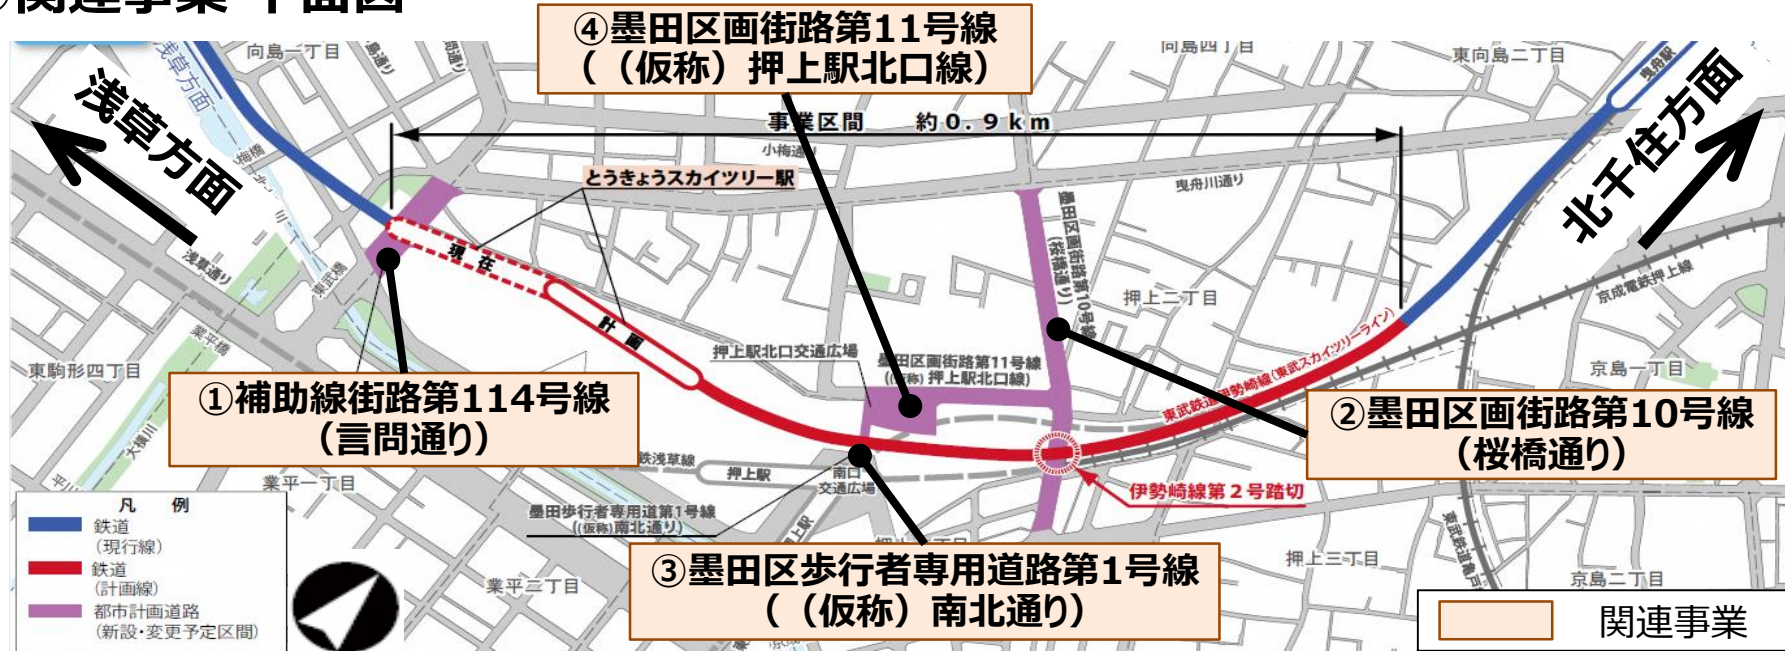 関連事業 平面図
④墨田区画街路第11号線
（（仮称）押上駅北口線）
向島一丁目
向島四丁目
東向島二丁目
曳舟駅
浅草方面
浅草方面
北千住方面
事業区間　約0.9km
小梅通り
とうきょうスカイツリー駅
曳舟川通り
墨田区画街路第10号線
(桜橋通り)
現在
計画
浅草通り
東武橋
業平橋
押上二丁目
京成電鉄押上線
東武鉄道伊勢崎線(東武スカイツリーライン)
押上駅北口交通広場
墨田区画街路第11号線
((仮称)押上駅北口線)
東駒形四丁目
京島一丁目
①補助線街路第114号線
（言問通り）
②墨田区画街路第10号線
（桜橋通り）
大横川
鉄浅草線
押上駅
南口
交通広場
伊勢崎線第２号踏切
業平一丁目
墨田歩行者専用道第1号線
((仮称)南北通り)
凡　例
鉄道
(現行線)
鉄道
(計画線)
都市計画道路
(新設・変更予定区間)
業平二丁目
③墨田区歩行者専用道路第1号線
（（仮称）南北通り）
押上三丁目
京島二丁目
関連事業